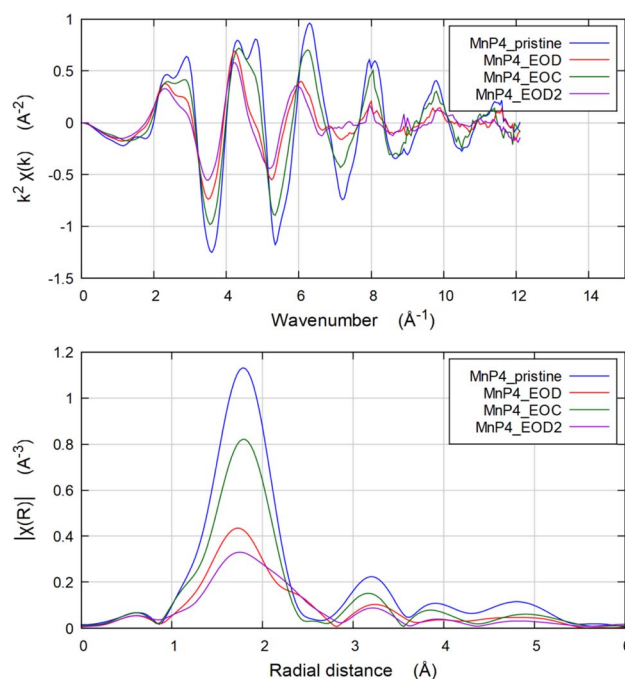 MnP4_pristine
MnP4_EOD
MnP4_EOC
MnP4_EOD2
1
0.5
0
-0.5
-1
-1.5
k² χ(k) (A⁻²)
0 2 4 6 8 10 12 14
Wavenumber (Å⁻¹)
MnP4_pristine
MnP4_EOD
MnP4_EOC
MnP4_EOD2
1.2
1
0.8
0.6
0.4
0.2
0
|χ(R)| (A⁻³)
0 1 2 3 4 5 6
Radial distance (Å)